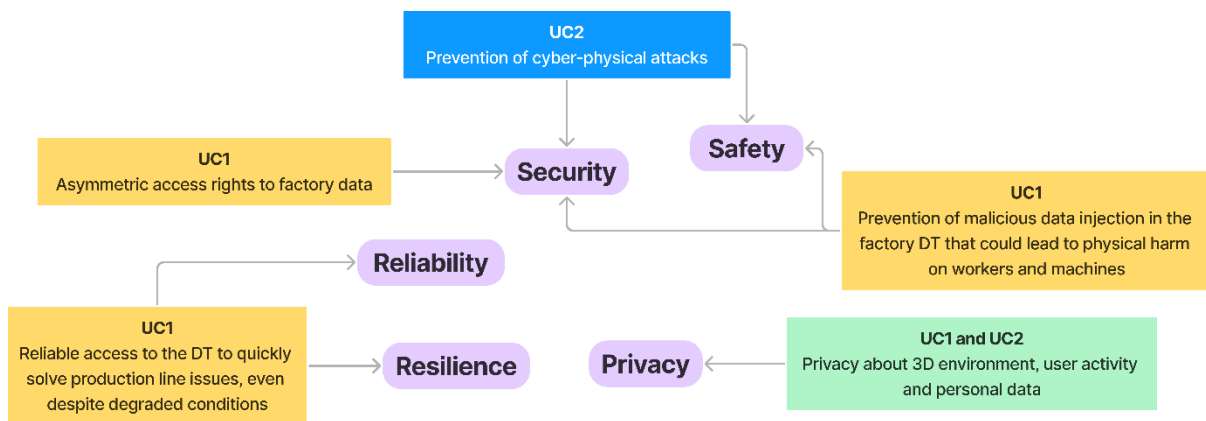 UC2
Prevention of cyber-physical attacks
Safety
UC1
Asymmetric access rights to factory data
Security
UC1
Prevention of malicious data injection in the
factory DT that could lead to physical harm
on workers and machines
Reliability
UC1
Reliable access to the DT to quickly
solve production line issues, even
despite degraded conditions
Resilience
Privacy
UC1 and UC2
Privacy about 3D environment, user activity
and personal data